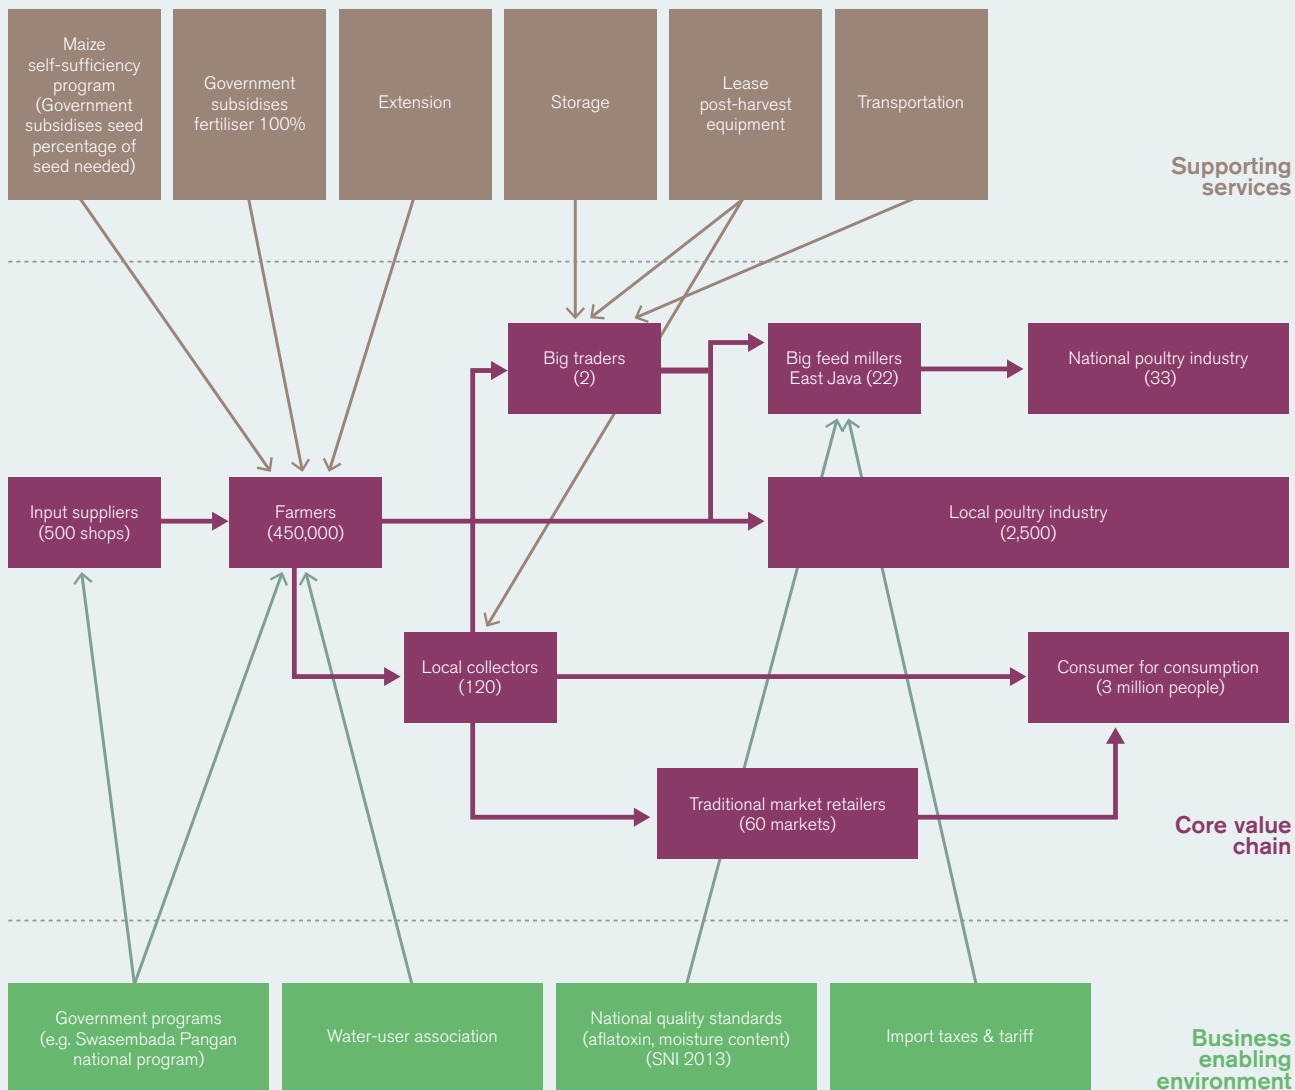 Maize
self-sufficiency
program
(Government
subsidises seed
percentage of
seed needed)
Government
subsidises
fertiliser 100%
Extension
Storage
Lease
post-harvest
equipment
Transportation
Supporting
services
Big traders
(2)
Big feed millers
East Java (22)
National poultry industry
(33)
Input suppliers
(500 shops)
Farmers
(450,000)
Local poultry industry
(2,500)
Local collectors
(120)
Consumer for consumption
(3 million people)
Traditional market retailers
(60 markets)
Core value
chain
Government programs
(e.g. Swasembada Pangan
national program)
Water-user association
National quality standards
(aflatoxin, moisture content)
(SNI 2013)
Import taxes & tariff
Business
enabling
environment